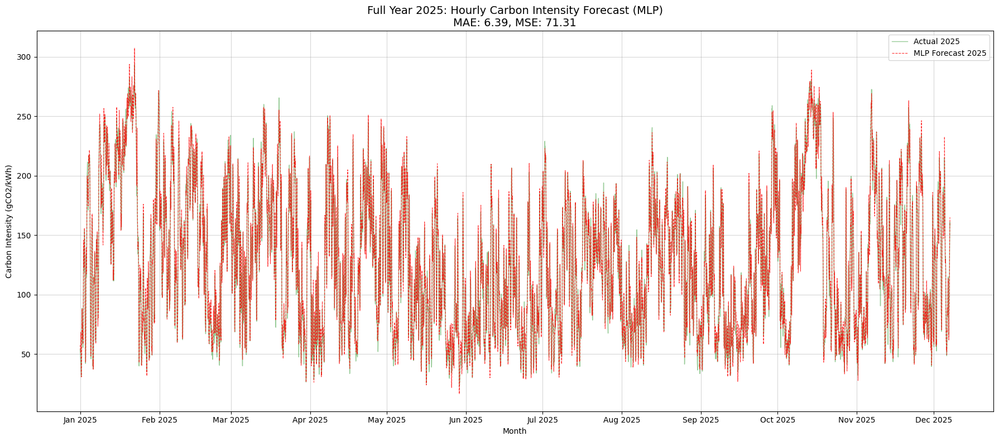 Full Year 2025: Hourly Carbon Intensity Forecast (MLP)
MAE: 6.39, MSE: 71.31
Actual 2025
MLP Forecast 2025
Carbon Intensity (gCO2/kWh)
300
250
200
150
100
50
Jan 2025 Feb 2025 Mar 2025 Apr 2025 May 2025 Jun 2025 Jul 2025 Aug 2025 Sep 2025 Oct 2025 Nov 2025 Dec 2025
Month